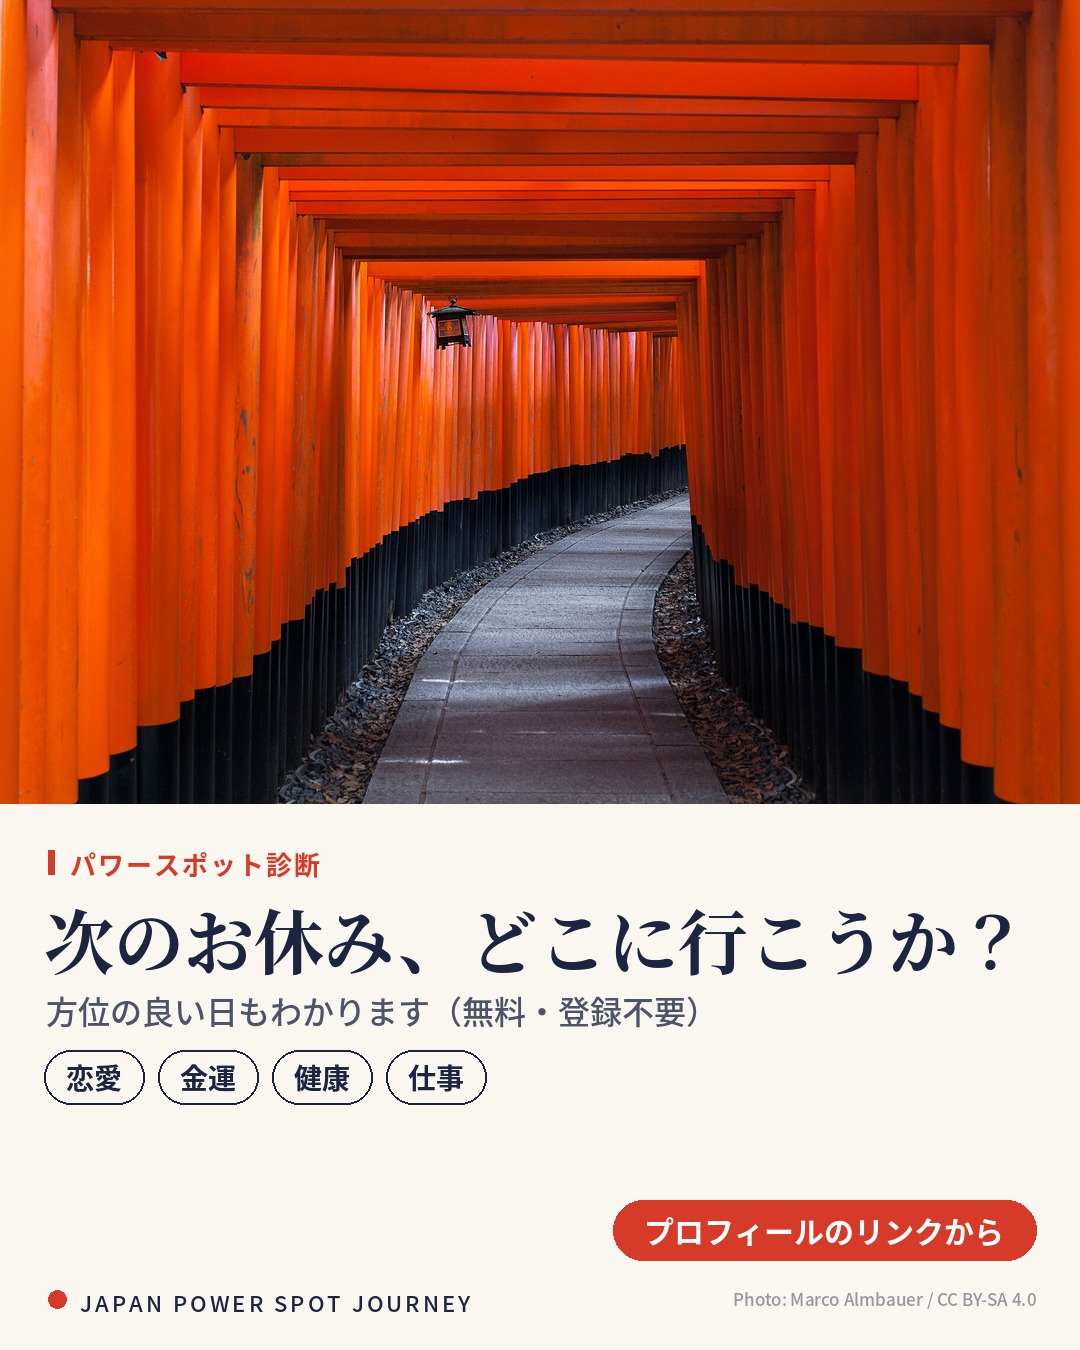 パワースポット診断
次のお休み、どこに行こうか？
方位の良い日もわかります（無料・登録不要）
恋愛 金運 健康 仕事
プロフィールのリンクから
JAPAN POWER SPOT JOURNEY
Photo: Marco Almbauer / CC BY-SA 4.0